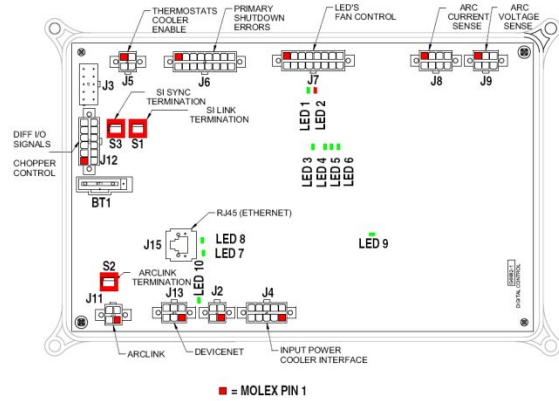 THERMOSTATS
COOLER
ENABLE
PRIMARY
SHUTDOWN
ERRORS
LED'S
FAN CONTROL
ARC
CURRENT
SENSE
ARC
VOLTAGE
SENSE
J5
J6
J7
J8
J9
J3
SI SYNC
TERMINATION
SI LINK
TERMINATION
LED 1
LED 2
DIFF I/O
SIGNALS
CHOPPER
CONTROL
S3
S1
J12
LED 3
LED 4
LED 5
LED 6
BT1
RJ45 (ETHERNET)
J15
LED 8
LED 7
LED 9
S2
ARCLINK
TERMINATION
LED 10
J11
J13
J2
J4
DIGITAL CONTROL
ARCLINK
DEVICENET
INPUT POWER
COOLER INTERFACE
= MOLEX PIN 1